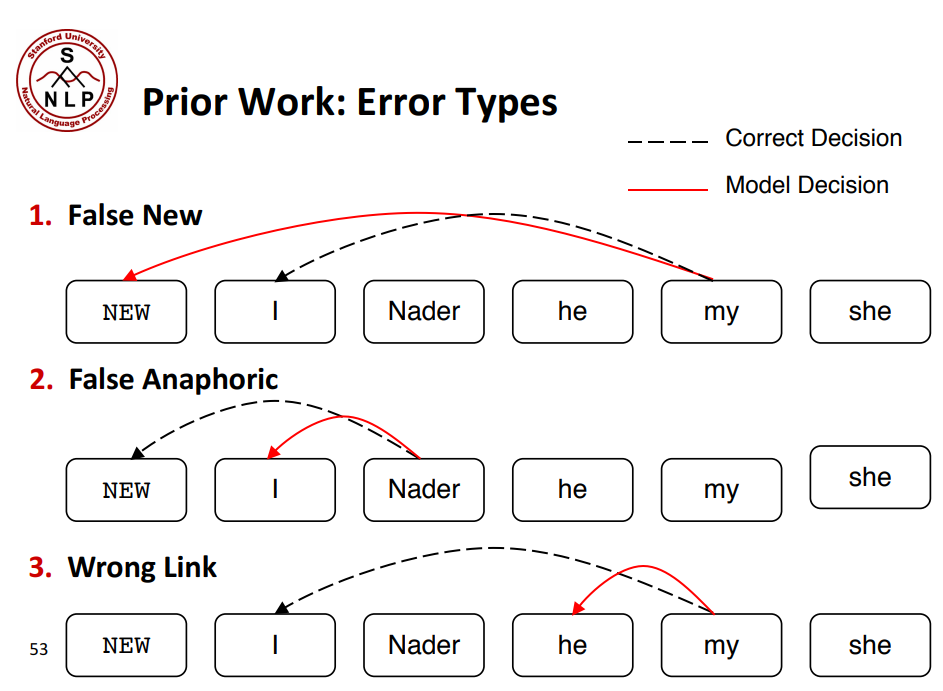 Stanford University
S
NLP
Natural Language Processing
Prior Work: Error Types
Correct Decision
Model Decision
1. False New
NEW I Nader he my she
2. False Anaphoric
NEW I Nader he my she
3. Wrong Link
NEW I Nader he my she
53